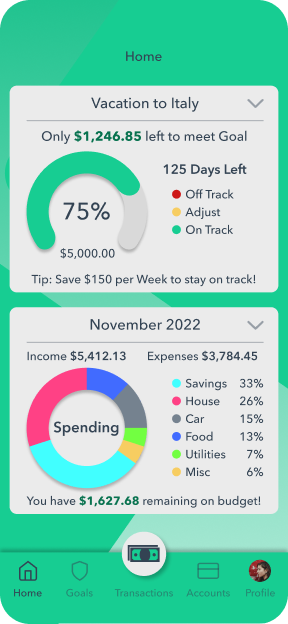 Home
Vacation to Italy
Only $1,246.85 left to meet Goal
125 Days Left
Off Track
75%
Adjust
On Track
$5,000.00
Tip: Save $150 per Week to stay on track!
November 2022
Income $5,412.13 Expenses $3,784.45
Savings 33%
House 26%
Car 15%
Spending
Food 13%
Utilities 7%
Misc 6%
You have $1,627.68 remaining on budget!
Home Goals Transactions Accounts Profile